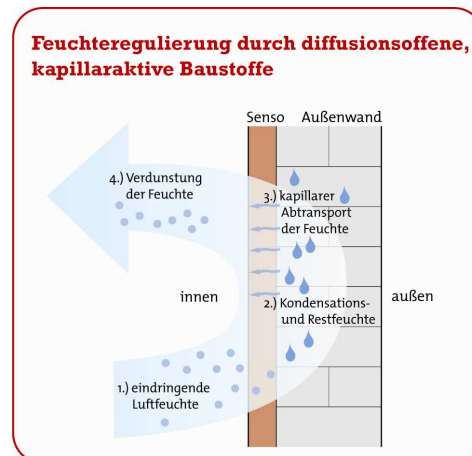 Feuchteregulierung durch diffusionsoffene,
kapillaraktive Baustoffe
Senso
Außenwand
4.) Verdunstung
der Feuchte
3.) kapillarer
Abtransport
der Feuchte
innen
außen
2.) Kondensations-
und Restfeuchte
1.) eindringende
Luftfeuchte